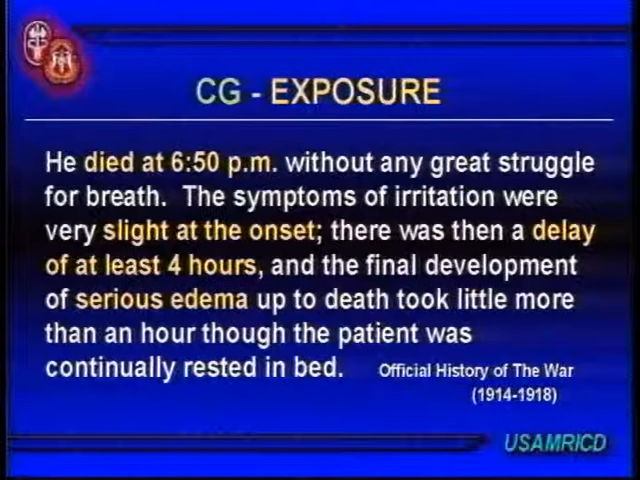 CG - EXPOSURE
He died at 6:50 p.m. without any great struggle
for breath. The symptoms of irritation were
very slight at the onset; there was then a delay
of at least 4 hours, and the final development
of serious edema up to death took little more
than an hour though the patient was
continually rested in bed. Official History of The War
(1914-1918)
USAMRICD